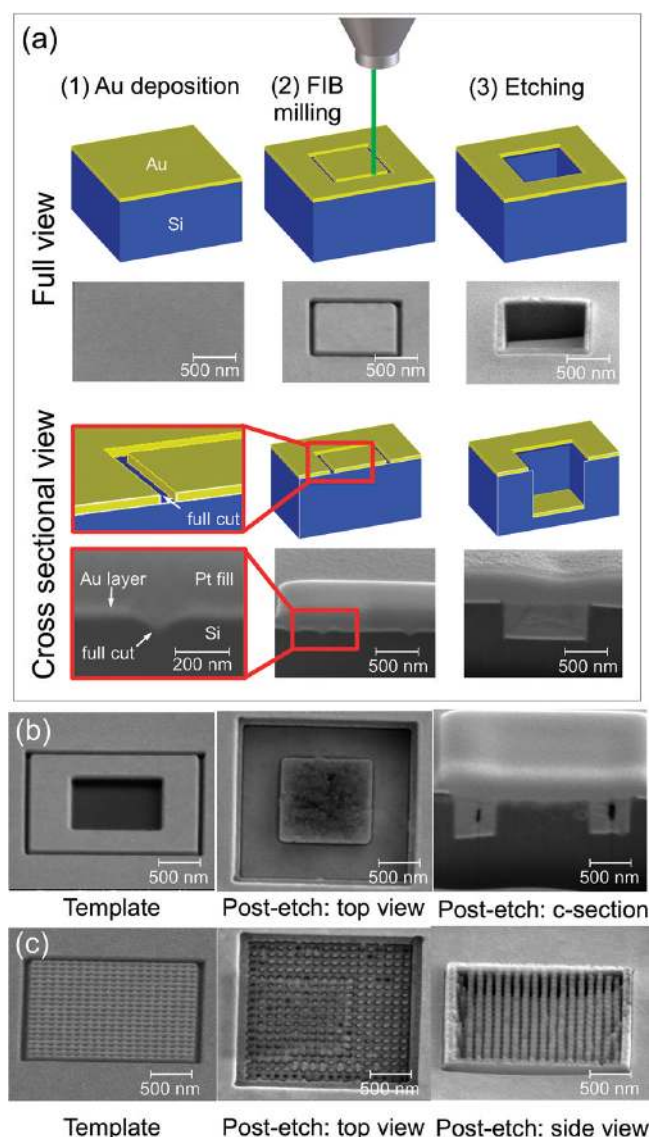 (a)
(1) Au deposition
(2) FIB
milling
(3) Etching
Full view
Au
Si
500 nm
500 nm
500 nm
Cross sectional view
full cut
Au layer
Pt fill
full cut
Si
200 nm
500 nm
500 nm
(b)
500 nm
500 nm
500 nm
Template
Post-etch: top view
Post-etch: c-section
(c)
500 nm
500 nm
500 nm
Template
Post-etch: top view
Post-etch: side view